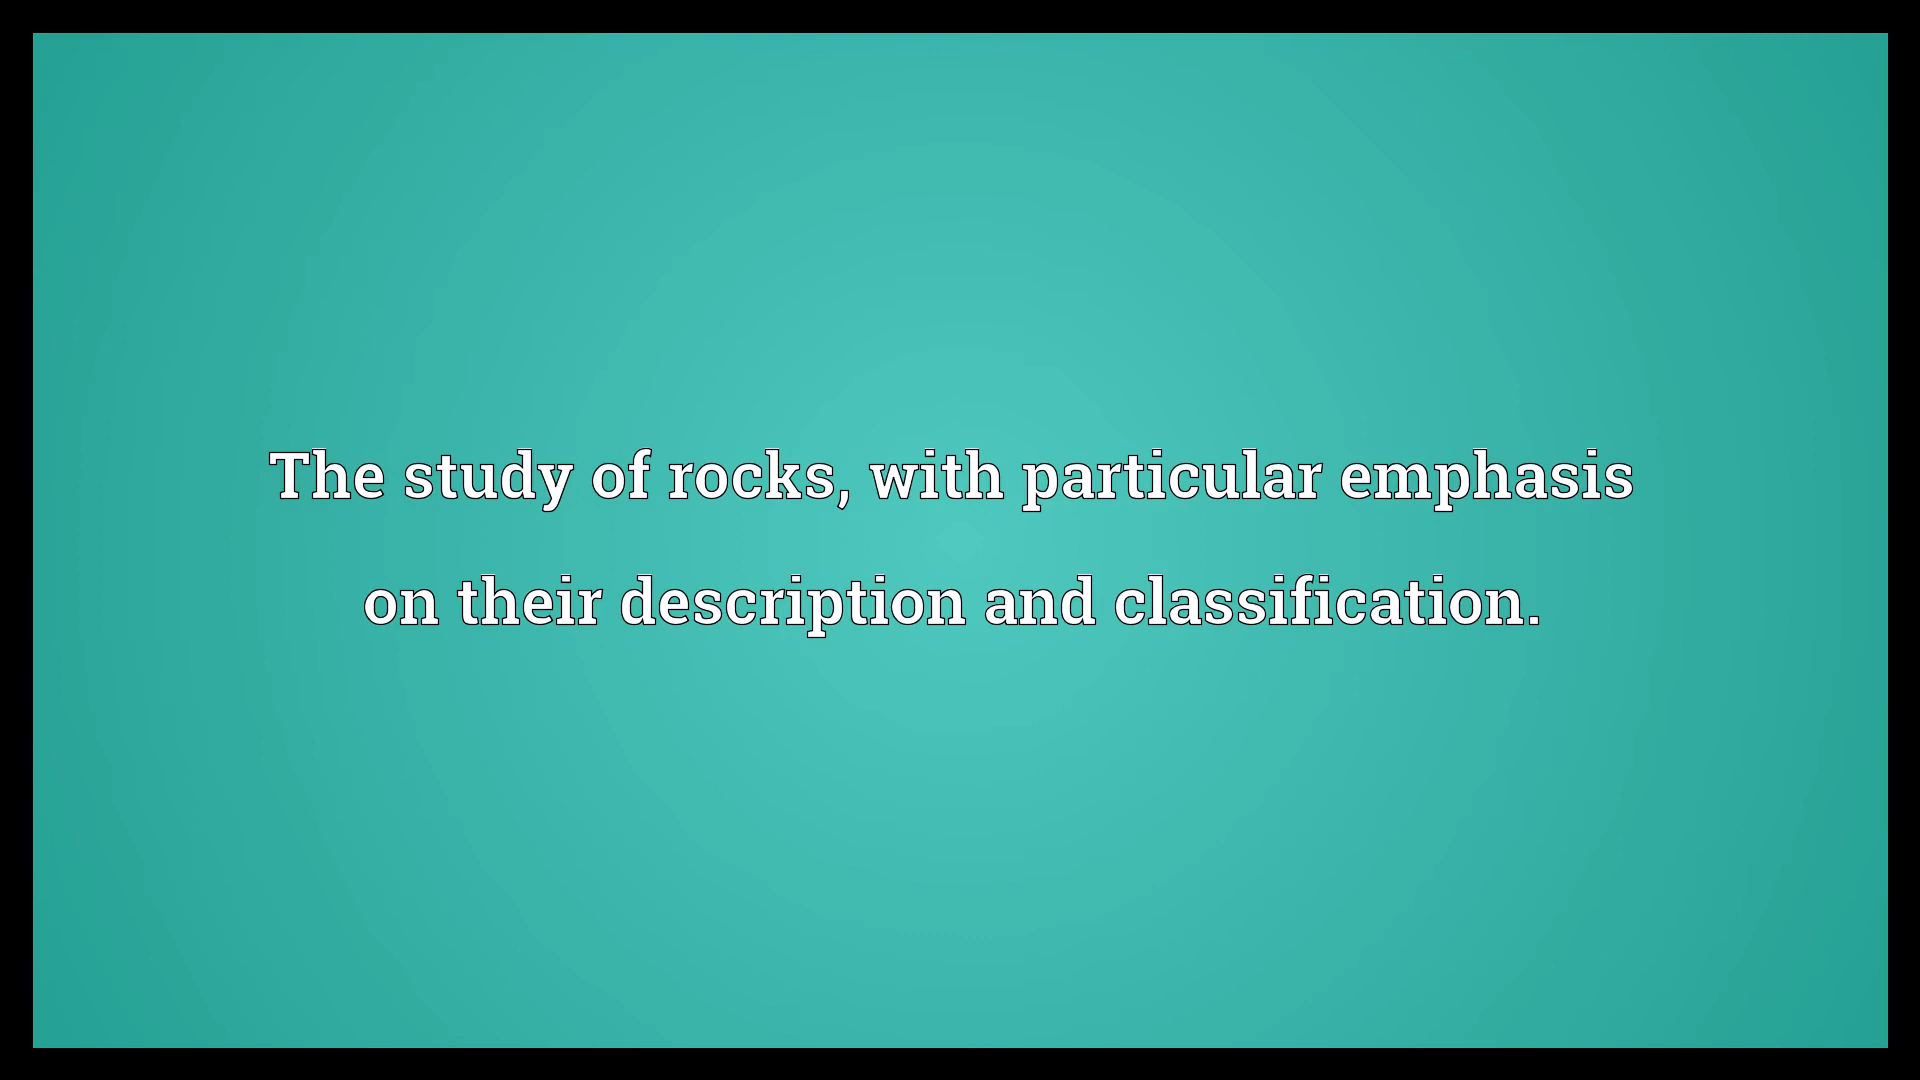 The study of rocks, with particular emphasis
on their description and classification.